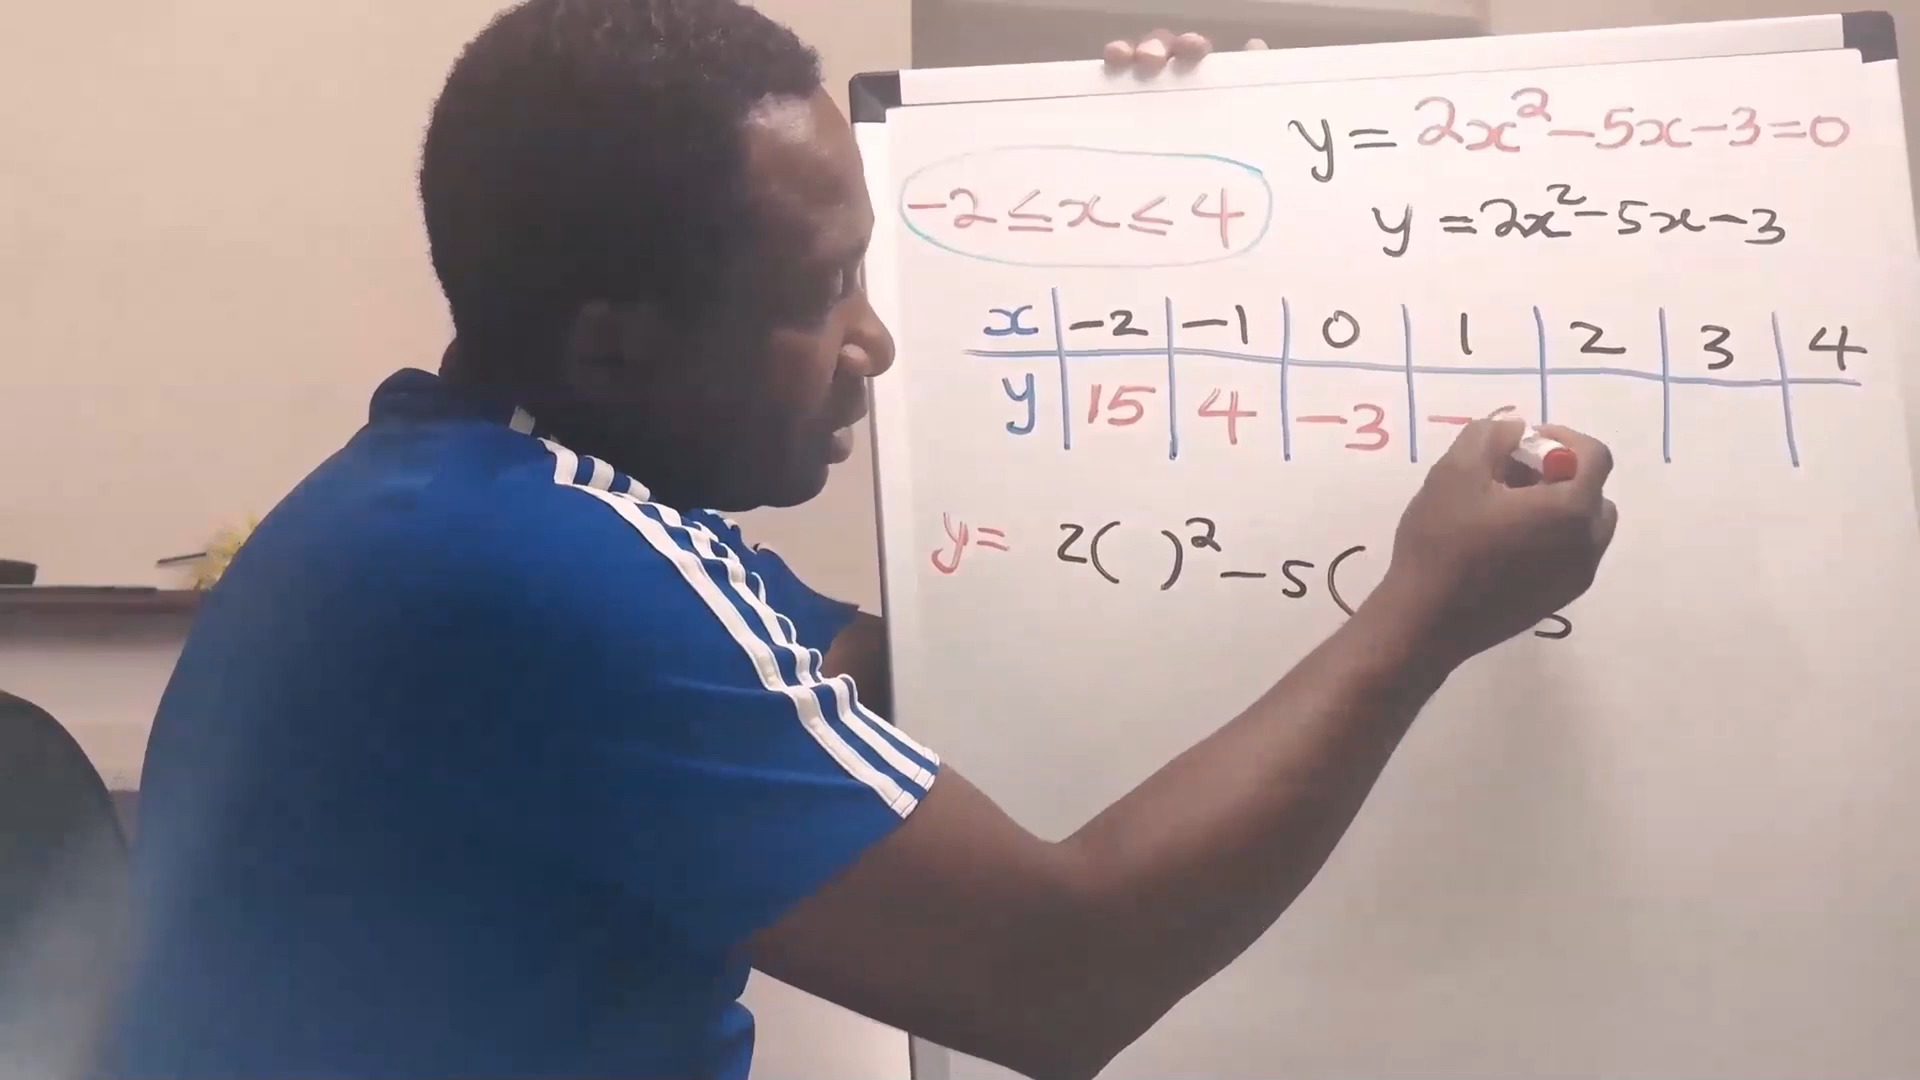 y = 2x² - 5x - 3 = 0
-2 ≤ x ≤ 4
y = 2x² - 5x - 3
x -2 -1 0 1 2 3 4
y 15 4 -3 -
y = 2( )² - 5(